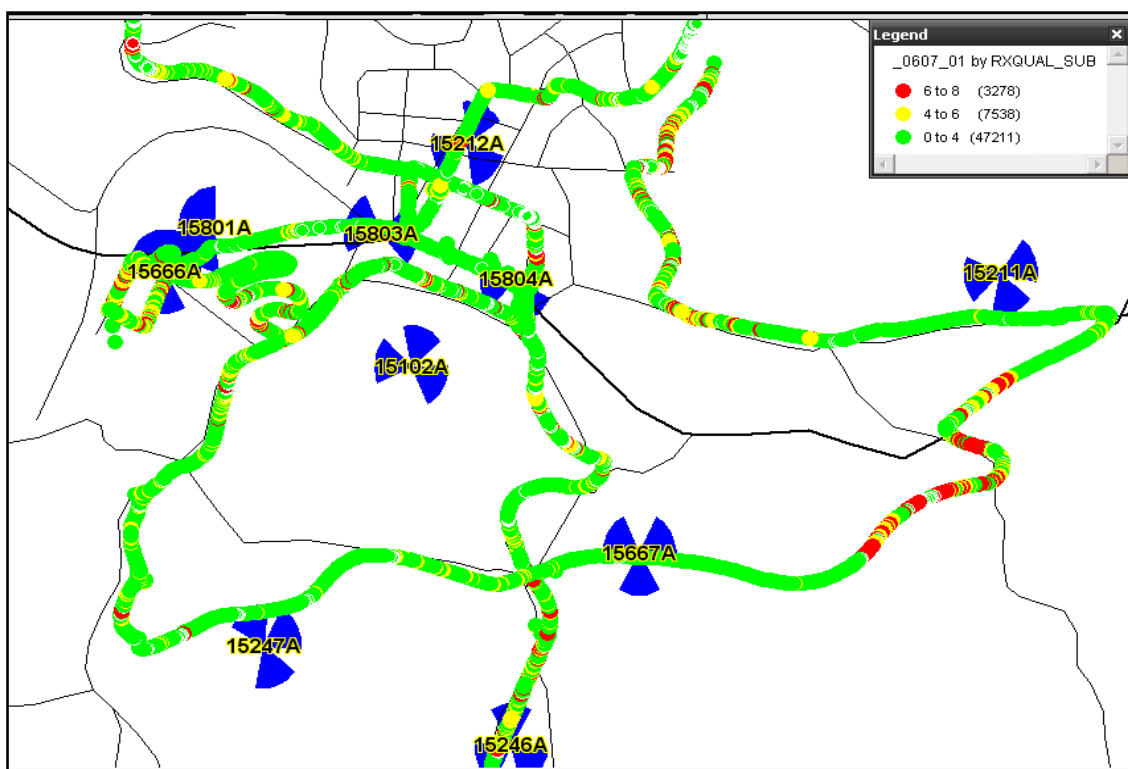 Legend
_0607_01 by RXQUAL_SUB
6 to 8 (3278)
4 to 6 (7538)
0 to 4 (47211)
15212A
15801A
15803A
15666A
15804A
15211A
15102A
15667A
15247A
15246A